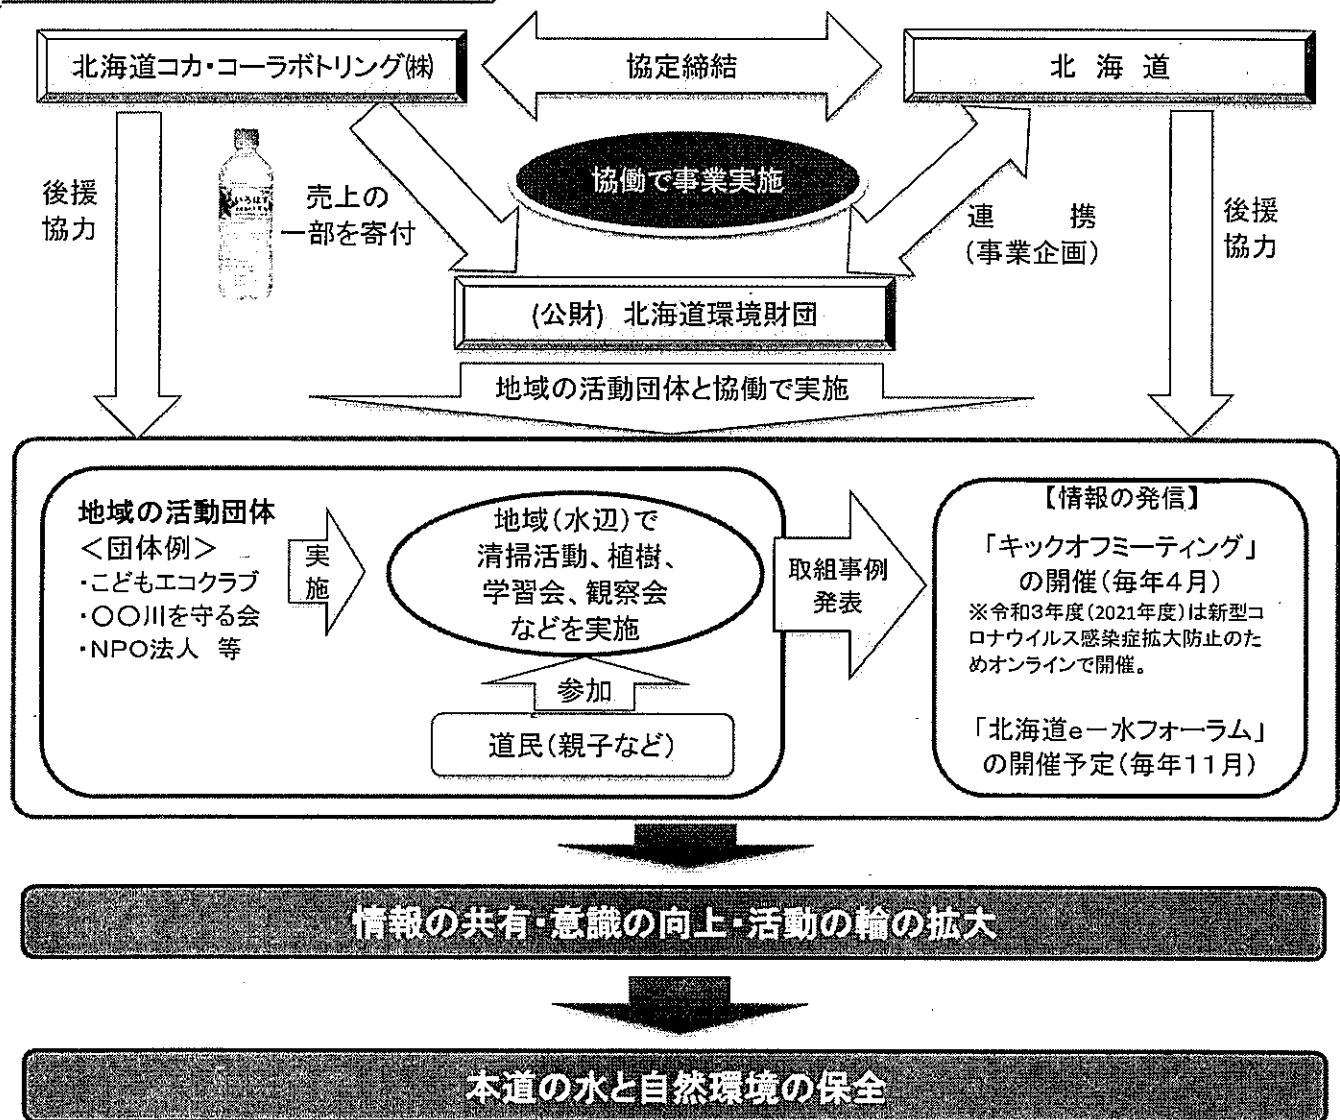 北海道コカ・コーラボトリング(株)
協定締結
北 海 道
協働で事業実施
後援
協力
いろはす
売上の
一部を寄付
連 携
(事業企画)
後援
協力
(公財) 北海道環境財団
地域の活動団体と協働で実施
地域の活動団体
<団体例>
・こどもエコクラブ
・〇〇川を守る会
・NPO法人 等
実
施
地域(水辺)で
清掃活動、植樹、
学習会、観察会
などを実施
参加
道民(親子など)
取組事例
発表
【情報の発信】
「キックオフミーティング」
の開催(毎年4月)
※令和3年度(2021年度)は新型コ
ロナウイルス感染症拡大防止のた
めオンラインで開催。
「北海道e-水フォーラム」
の開催予定(毎年11月)
情報の共有・意識の向上・活動の輪の拡大
本道の水と自然環境の保全